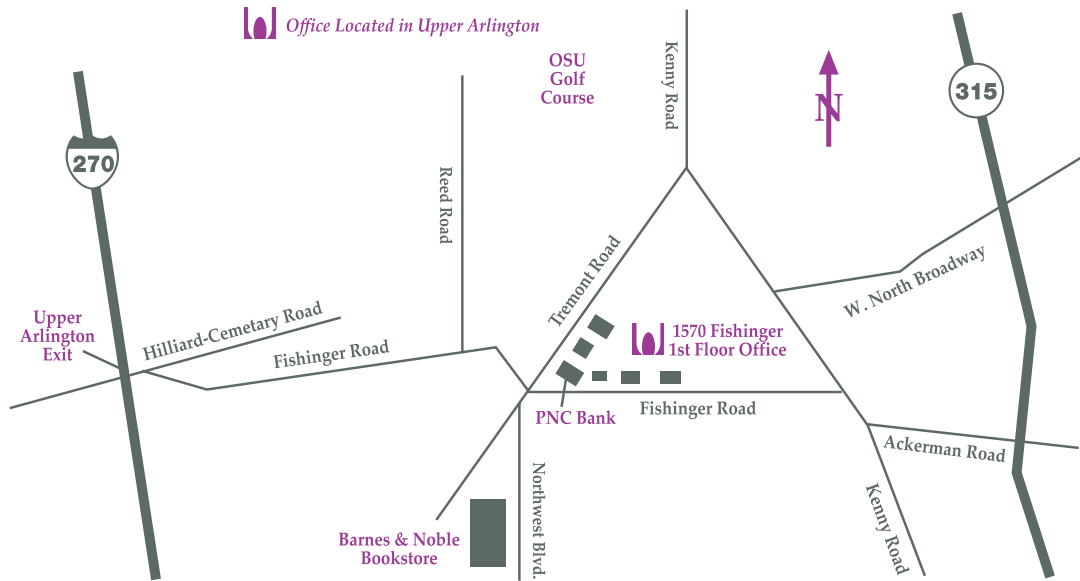 Office Located in Upper Arlington
OSU
Golf
Course
Kenny Road
N
315
270
Reed Road
Tremont Road
W. North Broadway
Upper
Arlington
Exit
Hilliard-Cemetary Road
Fishinger Road
1570 Fishinger
1st Floor Office
PNC Bank
Fishinger Road
Ackerman Road
Northwest Blvd.
Kenny Road
Barnes & Noble
Bookstore